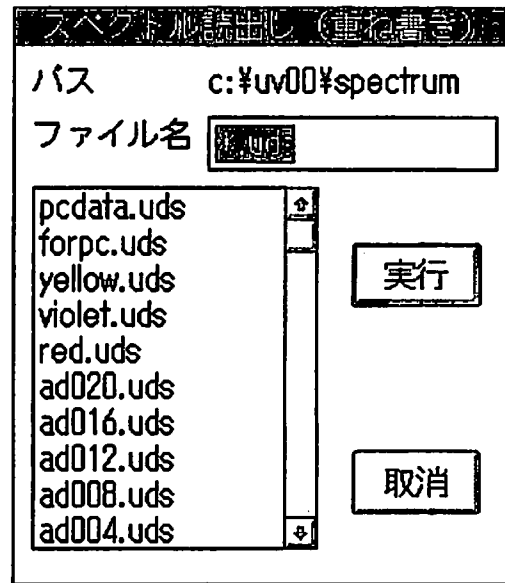 スペクトル読出し (重ね書き)
パス c:¥uv00¥spectrum
ファイル名 *.uds
pcdata.uds
forpc.uds
yellow.uds
violet.uds
実行
red.uds
ad020.uds
ad016.uds
ad012.uds
ad008.uds
取消
ad004.uds